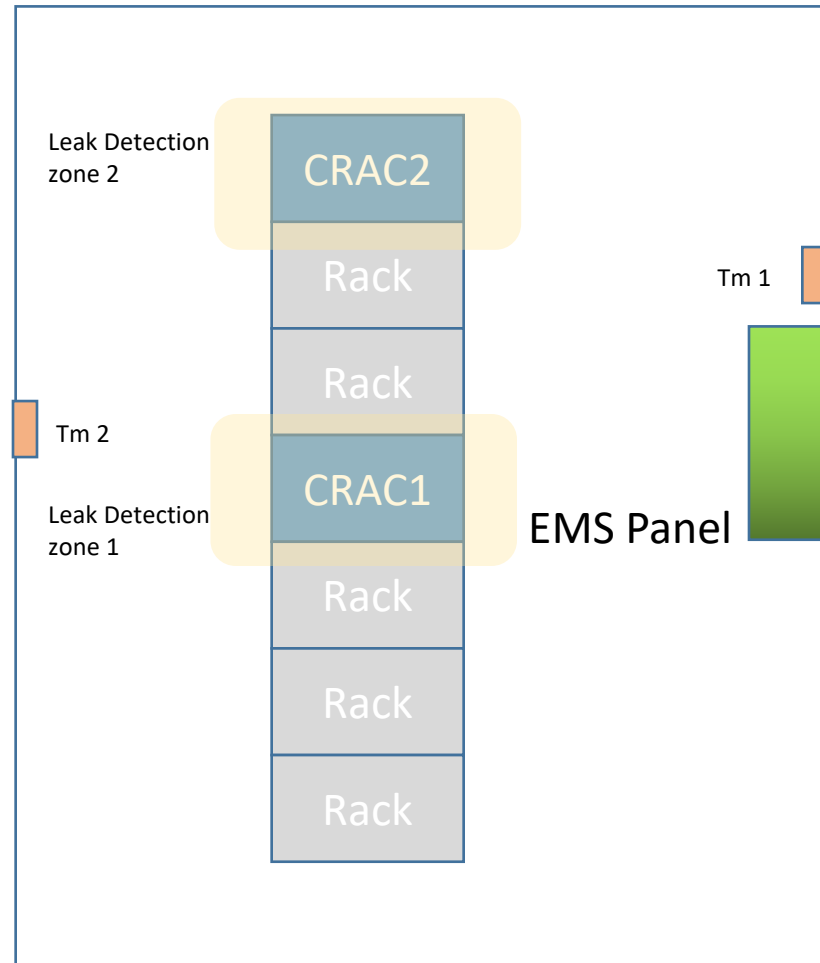 Leak Detection
zone 2
CRAC2
Rack
Tm 1
Rack
Tm 2
CRAC1
Leak Detection
zone 1
EMS Panel
Rack
Rack
Rack